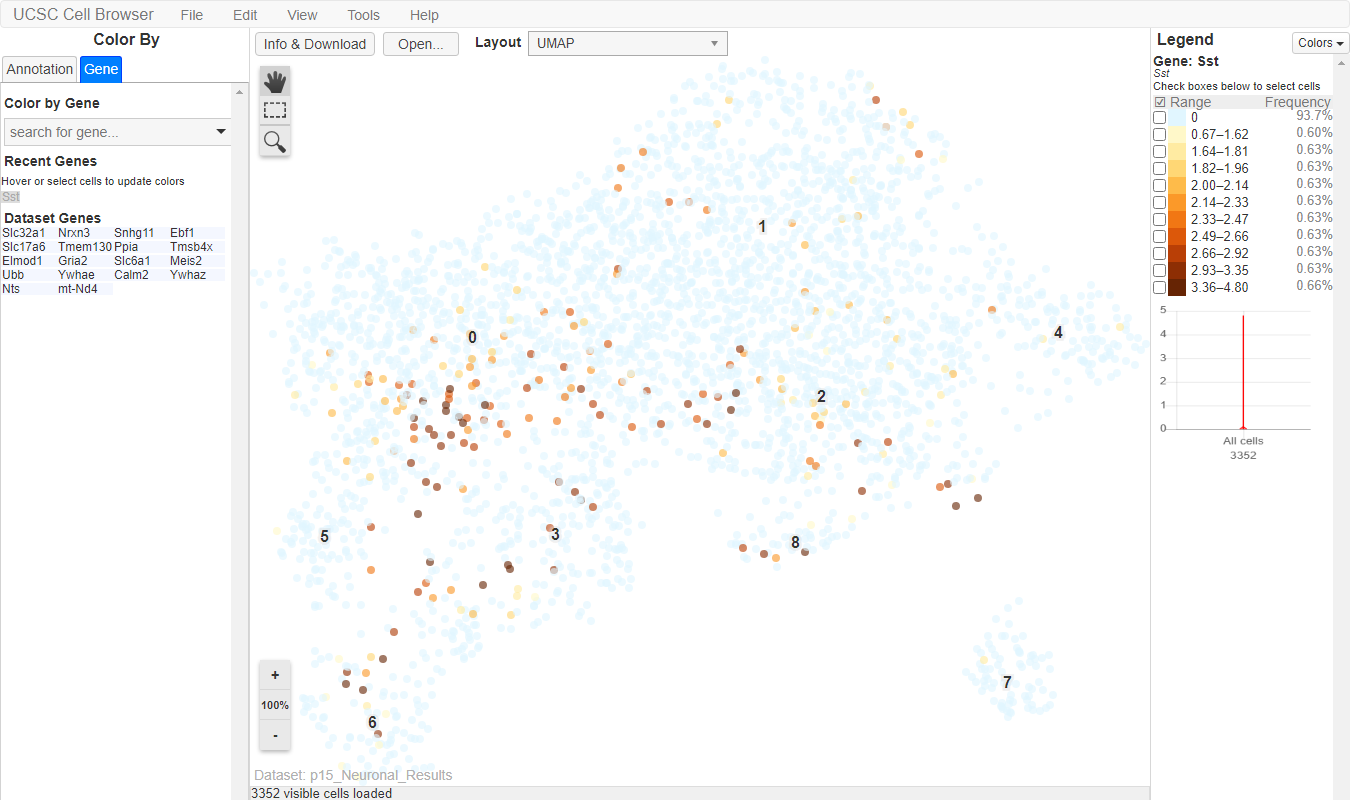 UCSC Cell Browser File Edit View Tools Help
Color By
Annotation Gene
Color by Gene
search for gene...
Recent Genes
Hover or select cells to update colors
Sst
Dataset Genes
Slc32a1 Nrxn3 Snhg11 Ebf1
Slc17a6 Tmem130 Ppia Tmsb4x
Elmod1 Gria2 Slc6a1 Meis2
Ubb Ywhae Calm2 Ywhaz
Nts mt-Nd4
Info & Download Open... Layout UMAP
1
0
4
2
5
3
8
7
6
+
100%
-
Dataset: p15_Neuronal_Results
3352 visible cells loaded
Legend Colors
Gene: Sst
Sst
Check boxes below to select cells
Range Frequency
0 93.7%
0.67–1.62 0.60%
1.64–1.81 0.63%
1.82–1.96 0.63%
2.00–2.14 0.63%
2.14–2.33 0.63%
2.33–2.47 0.63%
2.49–2.66 0.63%
2.66–2.92 0.63%
2.93–3.35 0.63%
3.36–4.80 0.66%
5
4
3
2
1
0
All cells
3352